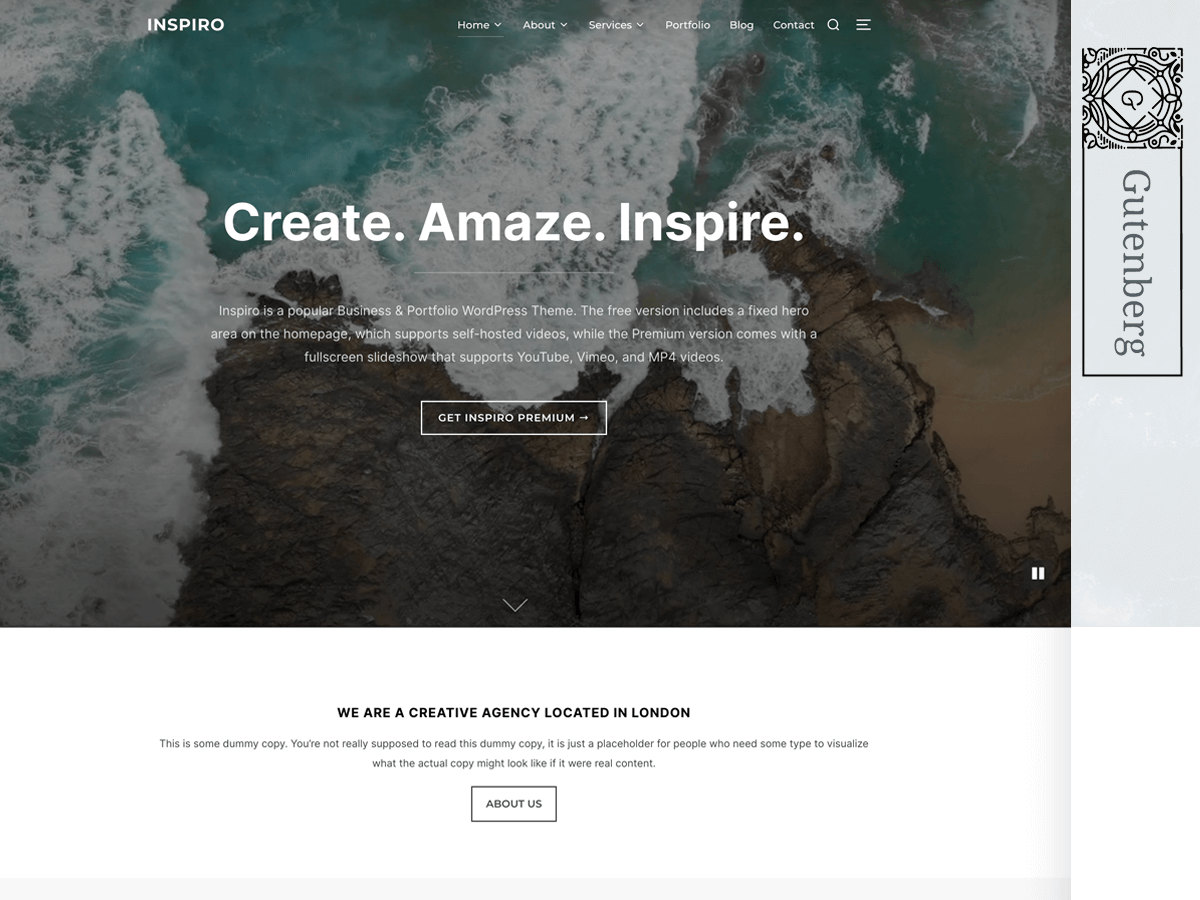 INSPIRO
Home About Services Portfolio Blog Contact
G
Gutenberg
Create. Amaze. Inspire.
Inspiro is a popular Business & Portfolio WordPress Theme. The free version includes a fixed hero
area on the homepage, which supports self-hosted videos, while the Premium version comes with a
fullscreen slideshow that supports YouTube, Vimeo, and MP4 videos.
GET INSPIRO PREMIUM →
WE ARE A CREATIVE AGENCY LOCATED IN LONDON
This is some dummy copy. You’re not really supposed to read this dummy copy, it is just a placeholder for people who need some type to visualize
what the actual copy might look like if it were real content.
ABOUT US